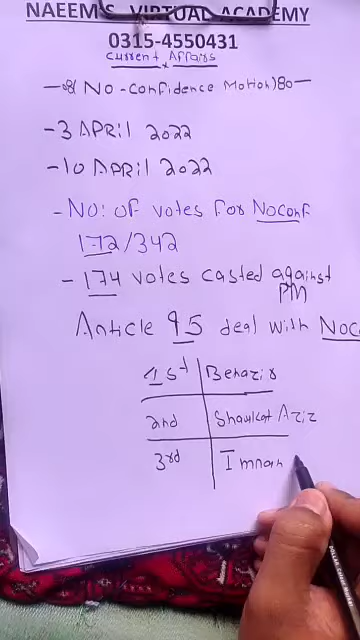 NAEEM'S VIRTUAL ACADEMY
0315-4550431
Current Affairs
No-Confidence Motion
- 3 APRil 2022
- 10 APRil 2022
- NO: OF votes FoR Noconf
172/342
- 174 votes casted against
PM
Article 95 deal with Noco
1st Benazir
2nd Shaukat Aziz
3rd Imran